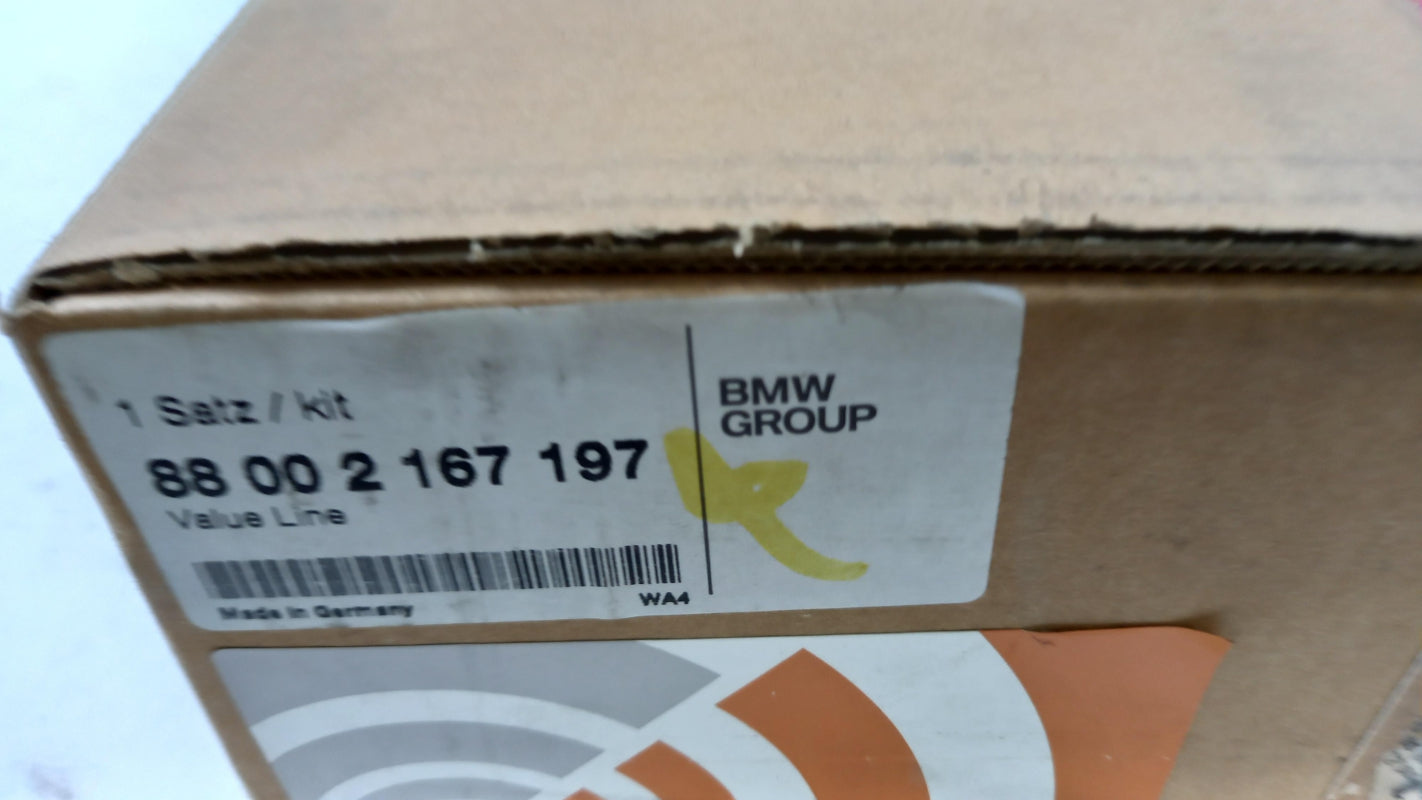 1 Satz / kit
88 00 2 167 197
Value Line
Made in Germany
WA4
BMW
GROUP